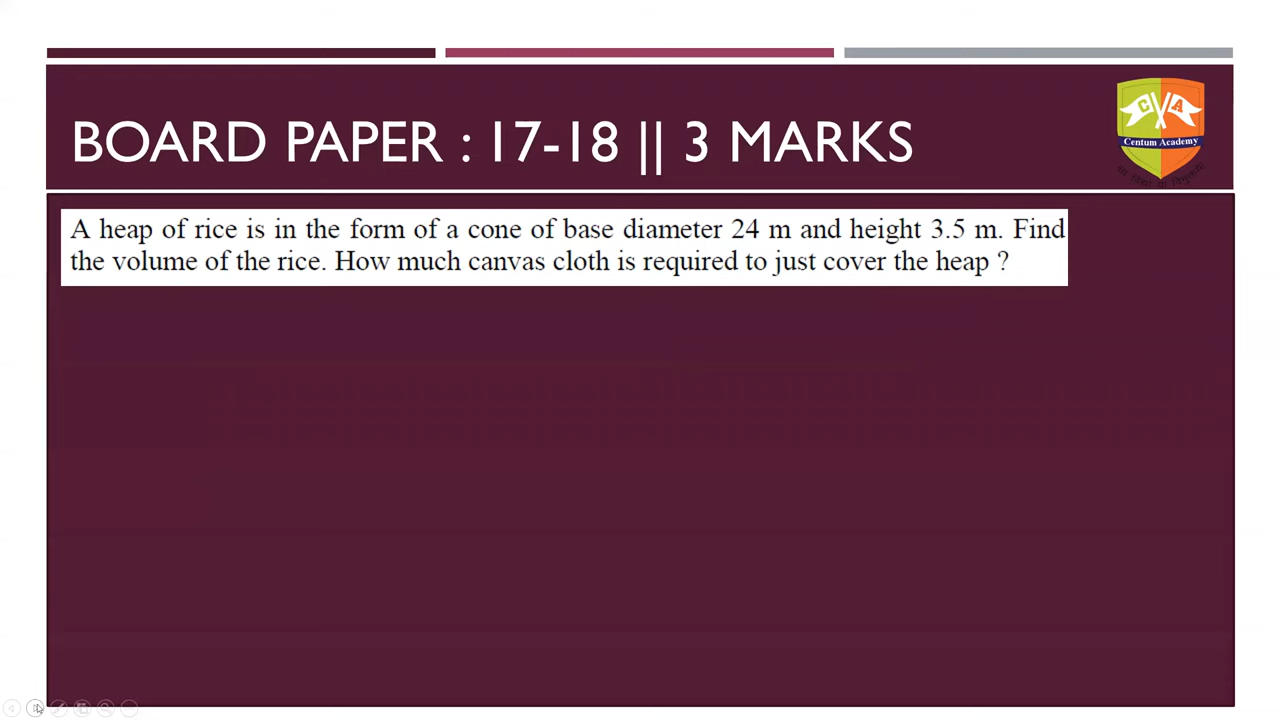 BOARD PAPER : 17-18 || 3 MARKS
C A
Centum Academy
A heap of rice is in the form of a cone of base diameter 24 m and height 3.5 m. Find
the volume of the rice. How much canvas cloth is required to just cover the heap ?